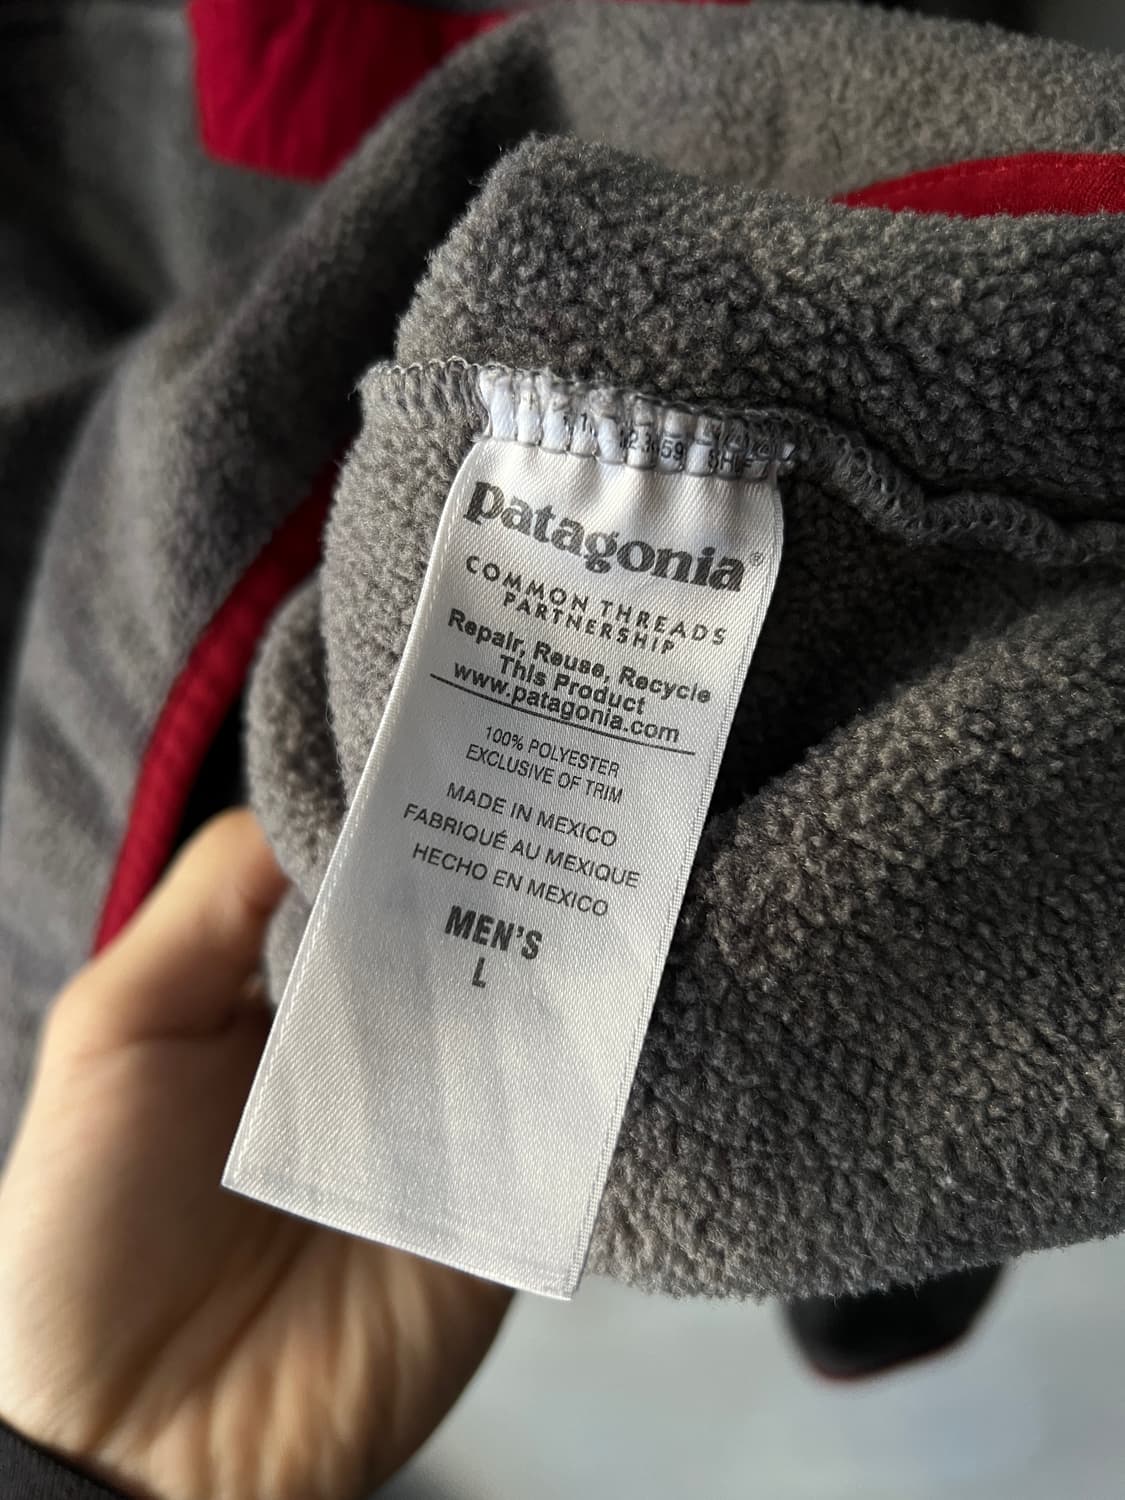 patagonia®
COMMON THREADS
PARTNERSHIP
Repair, Reuse, Recycle
This Product
www.patagonia.com
100% POLYESTER
EXCLUSIVE OF TRIM
MADE IN MEXICO
FABRIQUÉ AU MEXIQUE
HECHO EN MEXICO
MEN'S
L